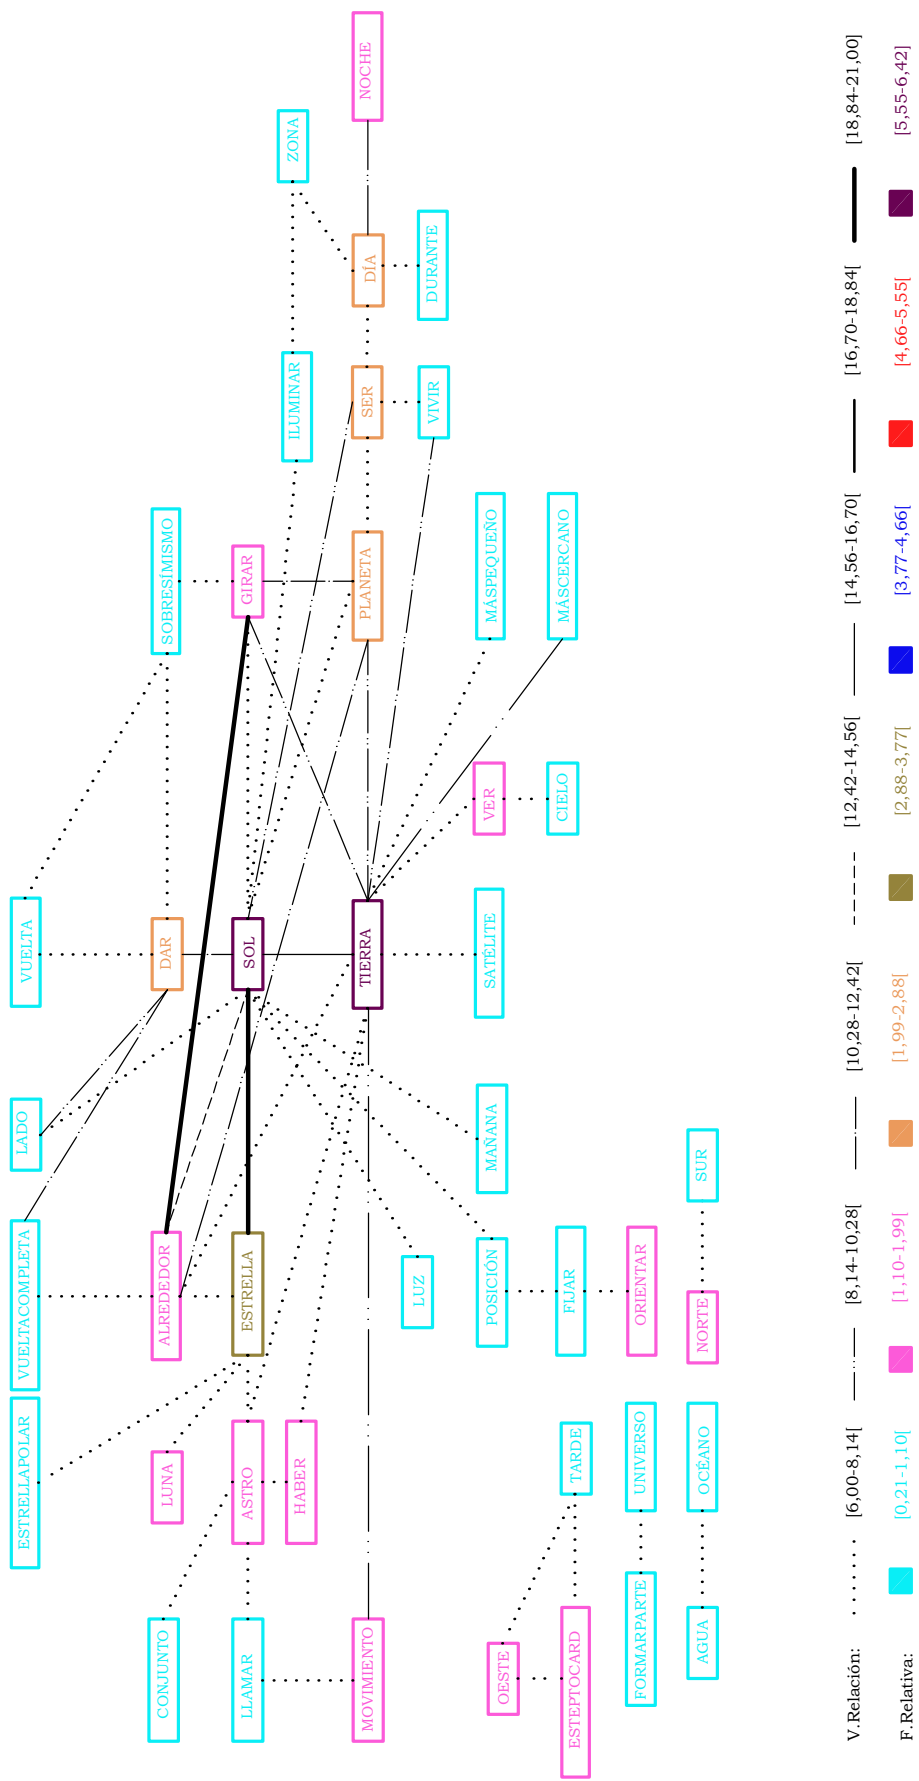 ESTRELLAPOLAR
VUELTACOMPLETA
LADO
VUELTA
CONJUNTO
LUNA
ALREDEDOR
DAR
SOBRESÍMISMO
LLAMAR
ASTRO
ESTRELLA
SOL
GIRAR
HABER
ILUMINAR
ZONA
MOVIMIENTO
TIERRA
PLANETA
SER
DÍA
NOCHE
LUZ
VIVIR
DURANTE
OESTE
POSICIÓN
MAÑANA
SATÉLITE
VER
MÁSPEQUEÑO
ESTEPTOCARD
TARDE
FIJAR
CIELO
MÁSCERCANO
FORMARPARTE
UNIVERSO
ORIENTAR
AGUA
OCÉANO
NORTE
SUR
V.Relación: [6,00-8,14[ [8,14-10,28[ [10,28-12,42[ [12,42-14,56[ [14,56-16,70[ [16,70-18,84[ [18,84-21,00]
F.Relativa: [0,21-1,10[ [1,10-1,99[ [1,99-2,88[ [2,88-3,77[ [3,77-4,66[ [4,66-5,55[ [5,55-6,42]